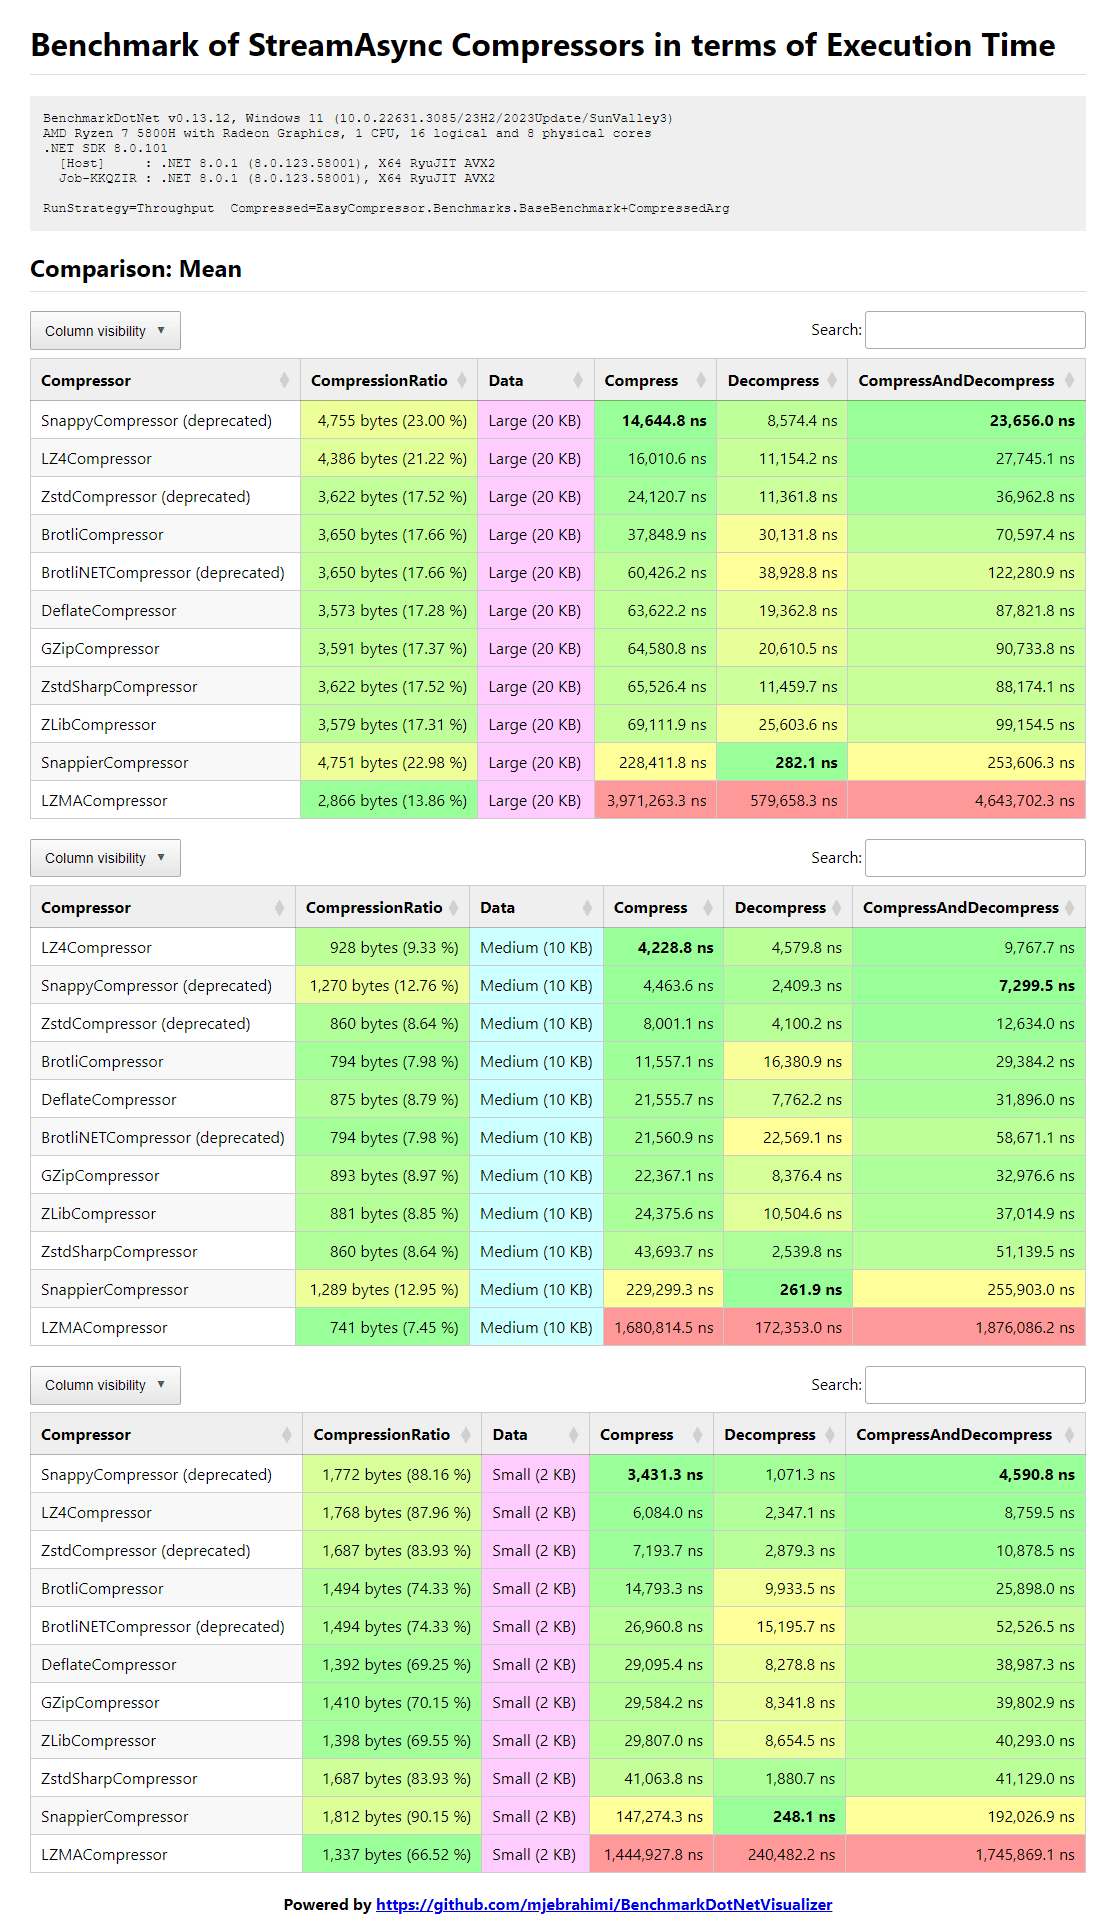 Benchmark of StreamAsync Compressors in terms of Execution Time
BenchmarkDotNet v0.13.12, Windows 11 (10.0.22631.3085/23H2/2023Update/SunValley3)
AMD Ryzen 7 5800H with Radeon Graphics, 1 CPU, 16 logical and 8 physical cores
.NET SDK 8.0.101
[Host] : .NET 8.0.1 (8.0.123.58001), X64 RyuJIT AVX2
Job-KKQZIR : .NET 8.0.1 (8.0.123.58001), X64 RyuJIT AVX2
RunStrategy=Throughput Compressed=EasyCompressor.Benchmarks.BaseBenchmark+CompressedArg
Comparison: Mean
Column visibility ▼ Search:
Compressor CompressionRatio Data Compress Decompress CompressAndDecompress
SnappyCompressor (deprecated) 4,755 bytes (23.00 %) Large (20 KB) 14,644.8 ns 8,574.4 ns 23,656.0 ns
LZ4Compressor 4,386 bytes (21.22 %) Large (20 KB) 16,010.6 ns 11,154.2 ns 27,745.1 ns
ZstdCompressor (deprecated) 3,622 bytes (17.52 %) Large (20 KB) 24,120.7 ns 11,361.8 ns 36,962.8 ns
BrotliCompressor 3,650 bytes (17.66 %) Large (20 KB) 37,848.9 ns 30,131.8 ns 70,597.4 ns
BrotliNETCompressor (deprecated) 3,650 bytes (17.66 %) Large (20 KB) 60,426.2 ns 38,928.8 ns 122,280.9 ns
DeflateCompressor 3,573 bytes (17.28 %) Large (20 KB) 63,622.2 ns 19,362.8 ns 87,821.8 ns
GZipCompressor 3,591 bytes (17.37 %) Large (20 KB) 64,580.8 ns 20,610.5 ns 90,733.8 ns
ZstdSharpCompressor 3,622 bytes (17.52 %) Large (20 KB) 65,526.4 ns 11,459.7 ns 88,174.1 ns
ZLibCompressor 3,579 bytes (17.31 %) Large (20 KB) 69,111.9 ns 25,603.6 ns 99,154.5 ns
SnappierCompressor 4,751 bytes (22.98 %) Large (20 KB) 228,411.8 ns 282.1 ns 253,606.3 ns
LZMACompressor 2,866 bytes (13.86 %) Large (20 KB) 3,971,263.3 ns 579,658.3 ns 4,643,702.3 ns
Column visibility ▼ Search:
Compressor CompressionRatio Data Compress Decompress CompressAndDecompress
LZ4Compressor 928 bytes (9.33 %) Medium (10 KB) 4,228.8 ns 4,579.8 ns 9,767.7 ns
SnappyCompressor (deprecated) 1,270 bytes (12.76 %) Medium (10 KB) 4,463.6 ns 2,409.3 ns 7,299.5 ns
ZstdCompressor (deprecated) 860 bytes (8.64 %) Medium (10 KB) 8,001.1 ns 4,100.2 ns 12,634.0 ns
BrotliCompressor 794 bytes (7.98 %) Medium (10 KB) 11,557.1 ns 16,380.9 ns 29,384.2 ns
DeflateCompressor 875 bytes (8.79 %) Medium (10 KB) 21,555.7 ns 7,762.2 ns 31,896.0 ns
BrotliNETCompressor (deprecated) 794 bytes (7.98 %) Medium (10 KB) 21,560.9 ns 22,569.1 ns 58,671.1 ns
GZipCompressor 893 bytes (8.97 %) Medium (10 KB) 22,367.1 ns 8,376.4 ns 32,976.6 ns
ZLibCompressor 881 bytes (8.85 %) Medium (10 KB) 24,375.6 ns 10,504.6 ns 37,014.9 ns
ZstdSharpCompressor 860 bytes (8.64 %) Medium (10 KB) 43,693.7 ns 2,539.8 ns 51,139.5 ns
SnappierCompressor 1,289 bytes (12.95 %) Medium (10 KB) 229,299.3 ns 261.9 ns 255,903.0 ns
LZMACompressor 741 bytes (7.45 %) Medium (10 KB) 1,680,814.5 ns 172,353.0 ns 1,876,086.2 ns
Column visibility ▼ Search:
Compressor CompressionRatio Data Compress Decompress CompressAndDecompress
SnappyCompressor (deprecated) 1,772 bytes (88.16 %) Small (2 KB) 3,431.3 ns 1,071.3 ns 4,590.8 ns
LZ4Compressor 1,768 bytes (87.96 %) Small (2 KB) 6,084.0 ns 2,347.1 ns 8,759.5 ns
ZstdCompressor (deprecated) 1,687 bytes (83.93 %) Small (2 KB) 7,193.7 ns 2,879.3 ns 10,878.5 ns
BrotliCompressor 1,494 bytes (74.33 %) Small (2 KB) 14,793.3 ns 9,933.5 ns 25,898.0 ns
BrotliNETCompressor (deprecated) 1,494 bytes (74.33 %) Small (2 KB) 26,960.8 ns 15,195.7 ns 52,526.5 ns
DeflateCompressor 1,392 bytes (69.25 %) Small (2 KB) 29,095.4 ns 8,278.8 ns 38,987.3 ns
GZipCompressor 1,410 bytes (70.15 %) Small (2 KB) 29,584.2 ns 8,341.8 ns 39,802.9 ns
ZLibCompressor 1,398 bytes (69.55 %) Small (2 KB) 29,807.0 ns 8,654.5 ns 40,293.0 ns
ZstdSharpCompressor 1,687 bytes (83.93 %) Small (2 KB) 41,063.8 ns 1,880.7 ns 41,129.0 ns
SnappierCompressor 1,812 bytes (90.15 %) Small (2 KB) 147,274.3 ns 248.1 ns 192,026.9 ns
LZMACompressor 1,337 bytes (66.52 %) Small (2 KB) 1,444,927.8 ns 240,482.2 ns 1,745,869.1 ns
Powered by https://github.com/mjebrahimi/BenchmarkDotNetVisualizer